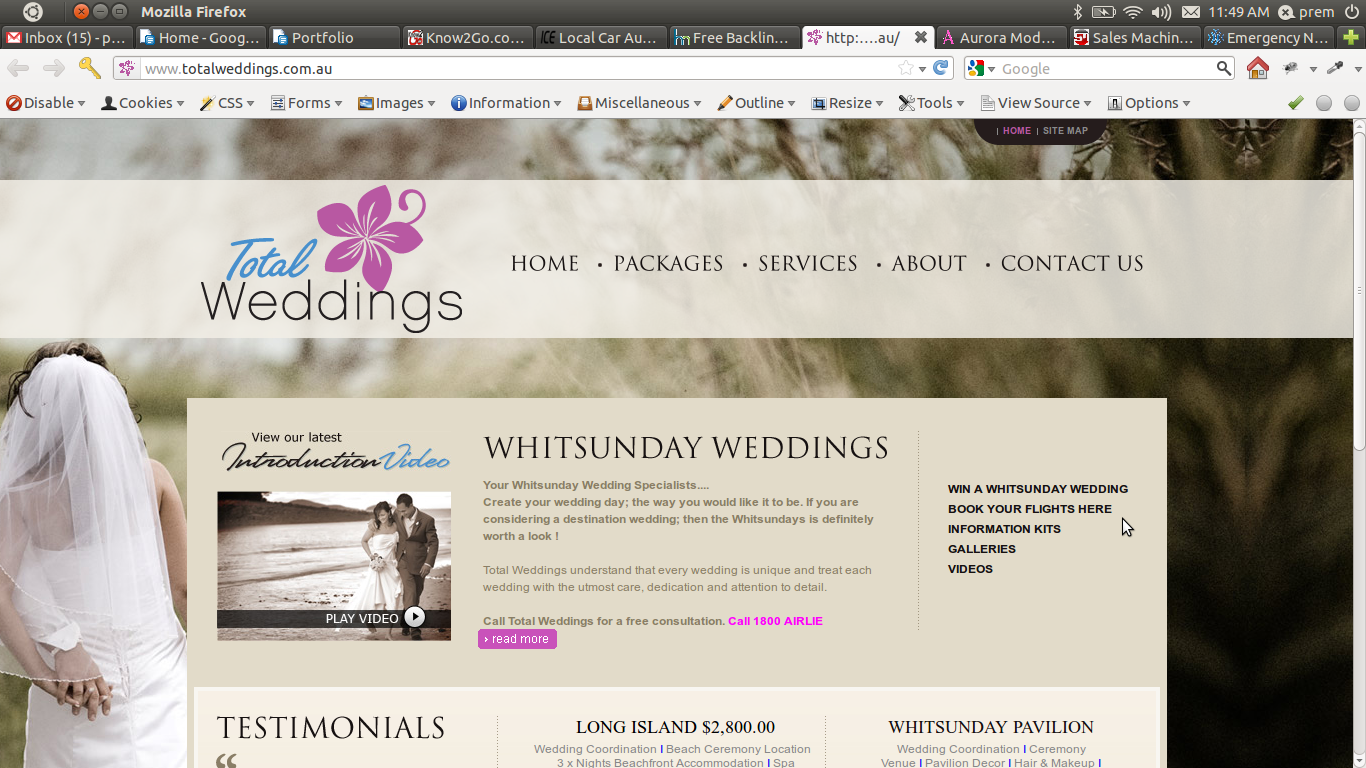 Mozilla Firefox
11:49 AM prem
Inbox (15) - p...
Home - Goog...
Portfolio
Know2Go.co...
ICE Local Car Au...
Free Backlin...
http:....au/
Aurora Mod...
Sales Machin...
Emergency N...
www.totalweddings.com.au
Google
Disable Cookies CSS Forms Images Information Miscellaneous Outline Resize Tools View Source Options
| HOME | SITE MAP
Total
Weddings
HOME • PACKAGES • SERVICES • ABOUT • CONTACT US
View our latest
Introduction Video
PLAY VIDEO
WHITSUNDAY WEDDINGS
Your Whitsunday Wedding Specialists....
Create your wedding day; the way you would like it to be. If you are
considering a destination wedding; then the Whitsundays is definitely
worth a look !
Total Weddings understand that every wedding is unique and treat each
wedding with the utmost care, dedication and attention to detail.
Call Total Weddings for a free consultation. Call 1800 AIRLIE
› read more
WIN A WHITSUNDAY WEDDING
BOOK YOUR FLIGHTS HERE
INFORMATION KITS
GALLERIES
VIDEOS
TESTIMONIALS
“
LONG ISLAND $2,800.00
Wedding Coordination | Beach Ceremony Location
3 x Nights Beachfront Accommodation | Spa
WHITSUNDAY PAVILION
Wedding Coordination | Ceremony
Venue | Pavilion Decor | Hair & Makeup |